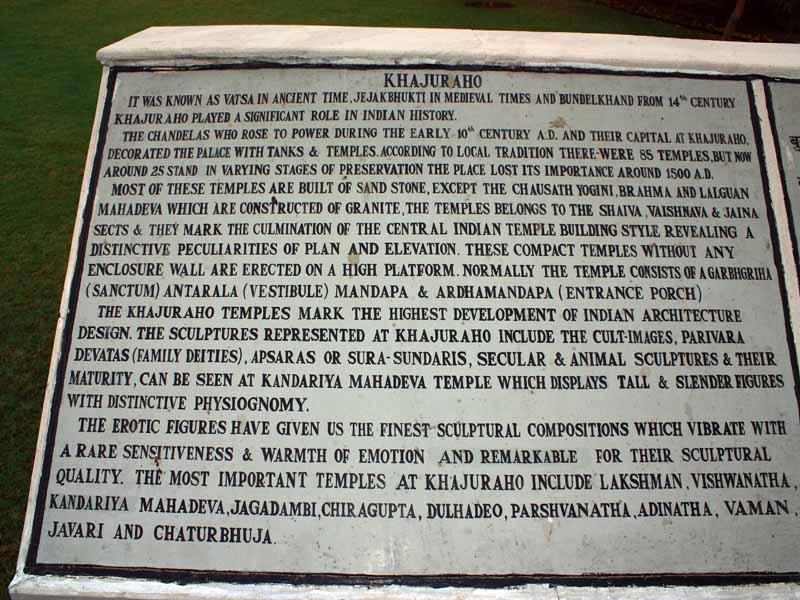 KHAJURAHO
IT WAS KNOWN AS VATSA IN ANCIENT TIME, JEJAKBHUKTI IN MEDIEVAL TIMES AND BUNDELKHAND FROM 14th CENTURY
KHAJURAHO PLAYED A SIGNIFICANT ROLE IN INDIAN HISTORY.
THE CHANDELAS WHO ROSE TO POWER DURING THE EARLY 10th CENTURY A.D. AND THEIR CAPITAL AT KHAJURAHO,
DECORATED THE PALACE WITH TANKS & TEMPLES. ACCORDING TO LOCAL TRADITION THERE WERE 85 TEMPLES, BUT NOW
AROUND 25 STAND IN VARYING STAGES OF PRESERVATION THE PLACE LOST ITS IMPORTANCE AROUND 1500 A.D.
MOST OF THESE TEMPLES ARE BUILT OF SAND STONE, EXCEPT THE CHAUSATH YOGINI, BRAHMA AND LALGUAN
MAHADEVA WHICH ARE CONSTRUCTED OF GRANITE, THE TEMPLES BELONGS TO THE SHAIVA, VAISHNAVA & JAINA
SECTS & THEY MARK THE CULMINATION OF THE CENTRAL INDIAN TEMPLE BUILDING STYLE REVEALING A
DISTINCTIVE PECULIARITIES OF PLAN AND ELEVATION. THESE COMPACT TEMPLES WITHOUT ANY
ENCLOSURE WALL ARE ERECTED ON A HIGH PLATFORM. NORMALLY THE TEMPLE CONSISTS OF A GARBHGRIHA
(SANCTUM) ANTARALA (VESTIBULE) MANDAPA & ARDHAMANDAPA (ENTRANCE PORCH)
THE KHAJURAHO TEMPLES MARK THE HIGHEST DEVELOPMENT OF INDIAN ARCHITECTURE
DESIGN. THE SCULPTURES REPRESENTED AT KHAJURAHO INCLUDE THE CULT-IMAGES, PARIVARA
DEVATAS (FAMILY DEITIES), APSARAS OR SURA-SUNDARIS, SECULAR & ANIMAL SCULPTURES & THEIR
MATURITY, CAN BE SEEN AT KANDARIYA MAHADEVA TEMPLE WHICH DISPLAYS TALL & SLENDER FIGURES
WITH DISTINCTIVE PHYSIOGNOMY.
THE EROTIC FIGURES HAVE GIVEN US THE FINEST SCULPTURAL COMPOSITIONS WHICH VIBRATE WITH
A RARE SENSITIVENESS & WARMTH OF EMOTION AND REMARKABLE FOR THEIR SCULPTURAL
QUALITY. THE MOST IMPORTANT TEMPLES AT KHAJURAHO INCLUDE LAKSHMAN, VISHWANATHA,
KANDARIYA MAHADEVA, JAGADAMBI, CHIRAGUPTA, DULHADEO, PARSHVANATHA, ADINATHA, VAMAN,
JAVARI AND CHATURBHUJA.